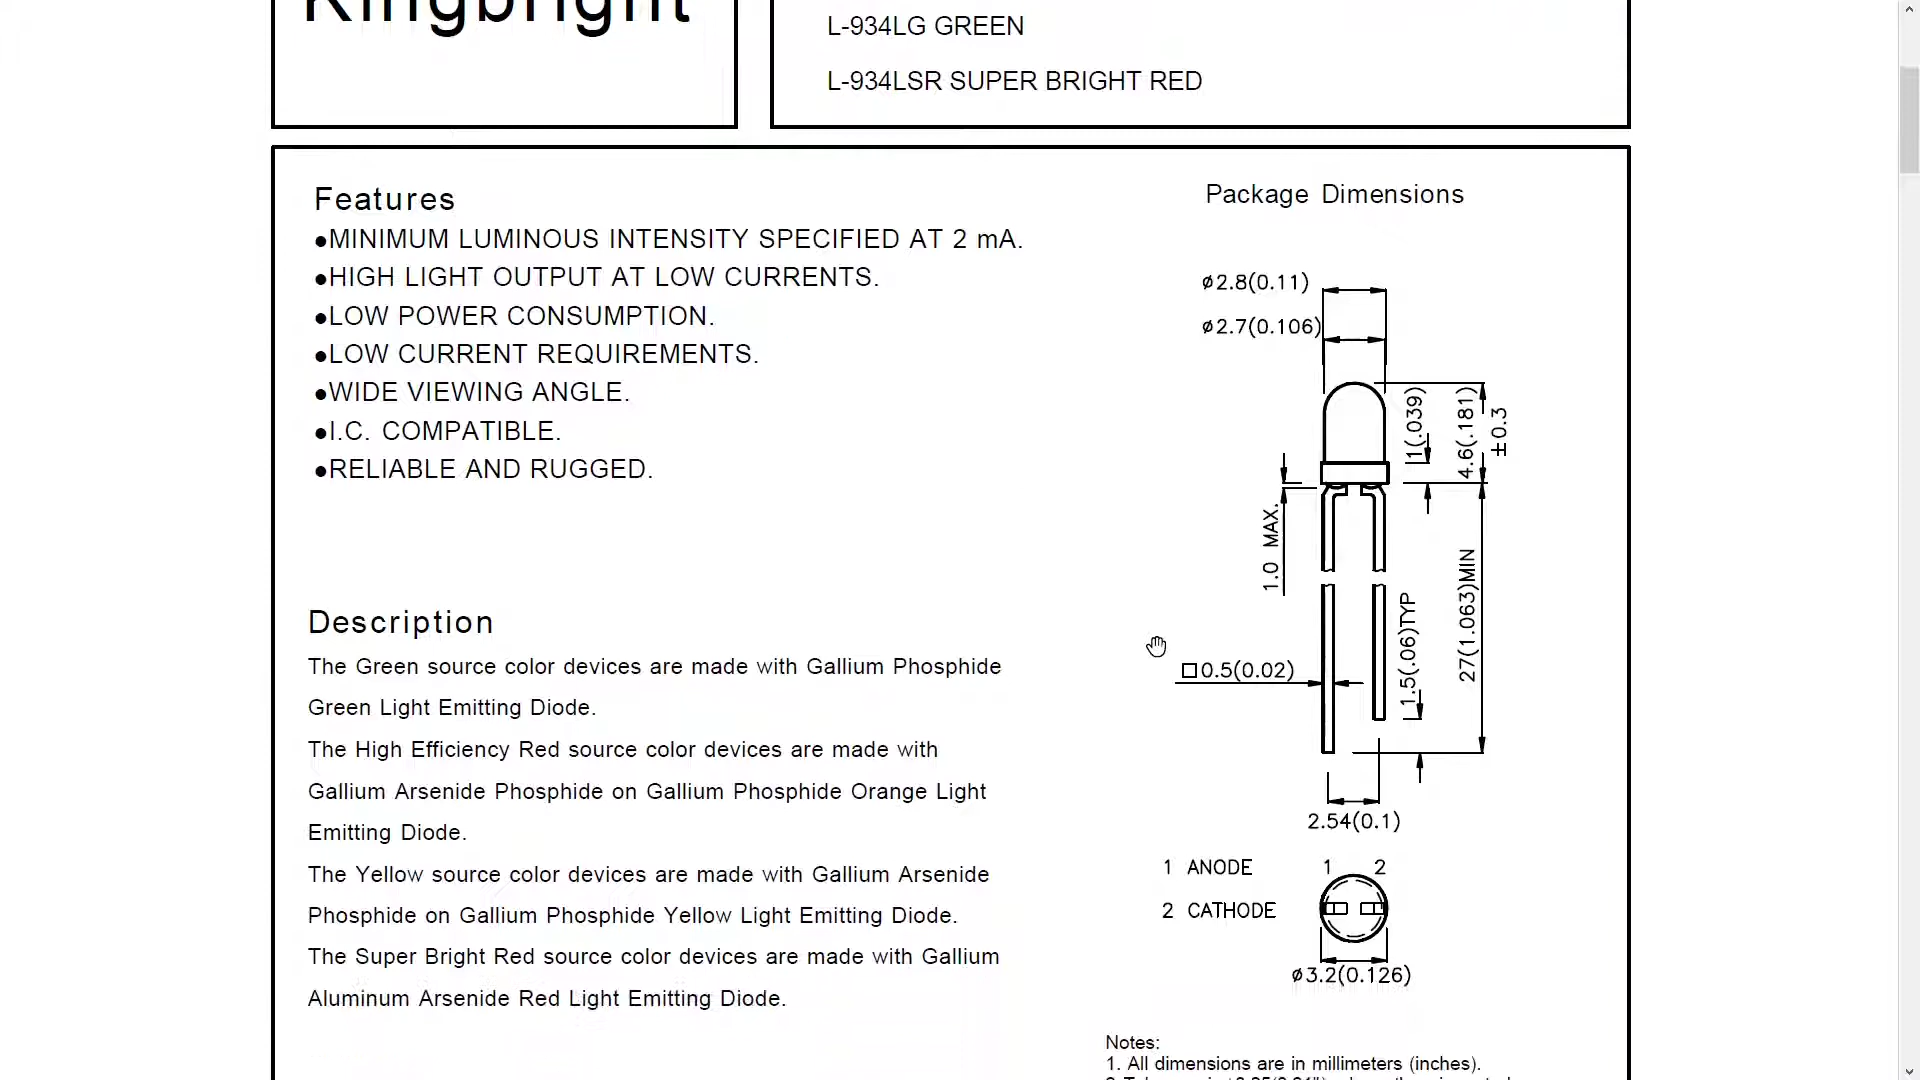 Kingbright
L-934LG GREEN
L-934LSR SUPER BRIGHT RED
Features
●MINIMUM LUMINOUS INTENSITY SPECIFIED AT 2 mA.
●HIGH LIGHT OUTPUT AT LOW CURRENTS.
●LOW POWER CONSUMPTION.
●LOW CURRENT REQUIREMENTS.
●WIDE VIEWING ANGLE.
●I.C. COMPATIBLE.
●RELIABLE AND RUGGED.
Description
The Green source color devices are made with Gallium Phosphide
Green Light Emitting Diode.
The High Efficiency Red source color devices are made with
Gallium Arsenide Phosphide on Gallium Phosphide Orange Light
Emitting Diode.
The Yellow source color devices are made with Gallium Arsenide
Phosphide on Gallium Phosphide Yellow Light Emitting Diode.
The Super Bright Red source color devices are made with Gallium
Aluminum Arsenide Red Light Emitting Diode.
Package Dimensions
ø2.8(0.11)
ø2.7(0.106)
1(.039)
4.6(.181)
±0.3
1.0 MAX.
27(1.063)MIN
1.5(.06)TYP
□0.5(0.02)
2.54(0.1)
1 ANODE
2 CATHODE
1 2
ø3.2(0.126)
Notes:
1. All dimensions are in millimeters (inches).